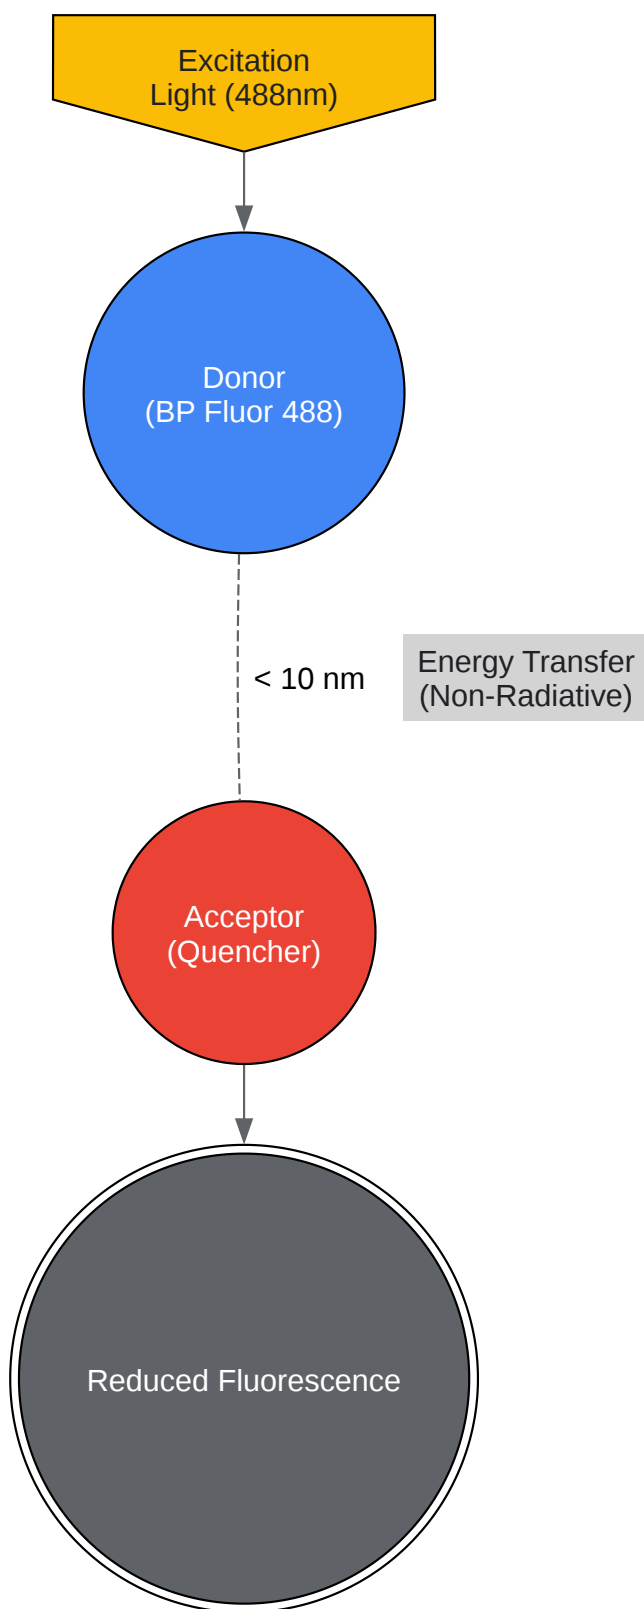 Excitation
Light (488nm)
Donor
(BP Fluor 488)
< 10 nm
Energy Transfer
(Non-Radiative)
Acceptor
(Quencher)
Reduced Fluorescence